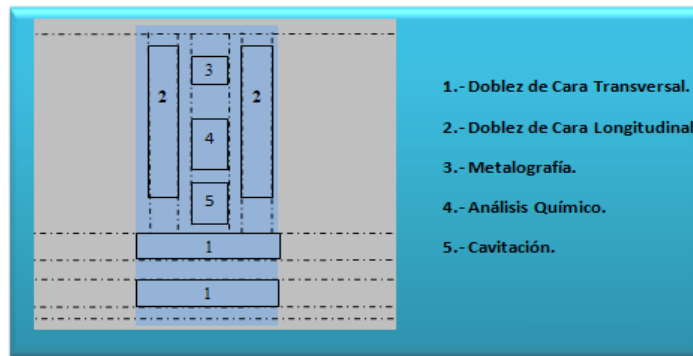 3
2
2
4
5
1
1
1.- Doblez de Cara Transversal.
2.- Doblez de Cara Longitudinal
3.- Metalografía.
4.- Análisis Químico.
5.- Cavitación.